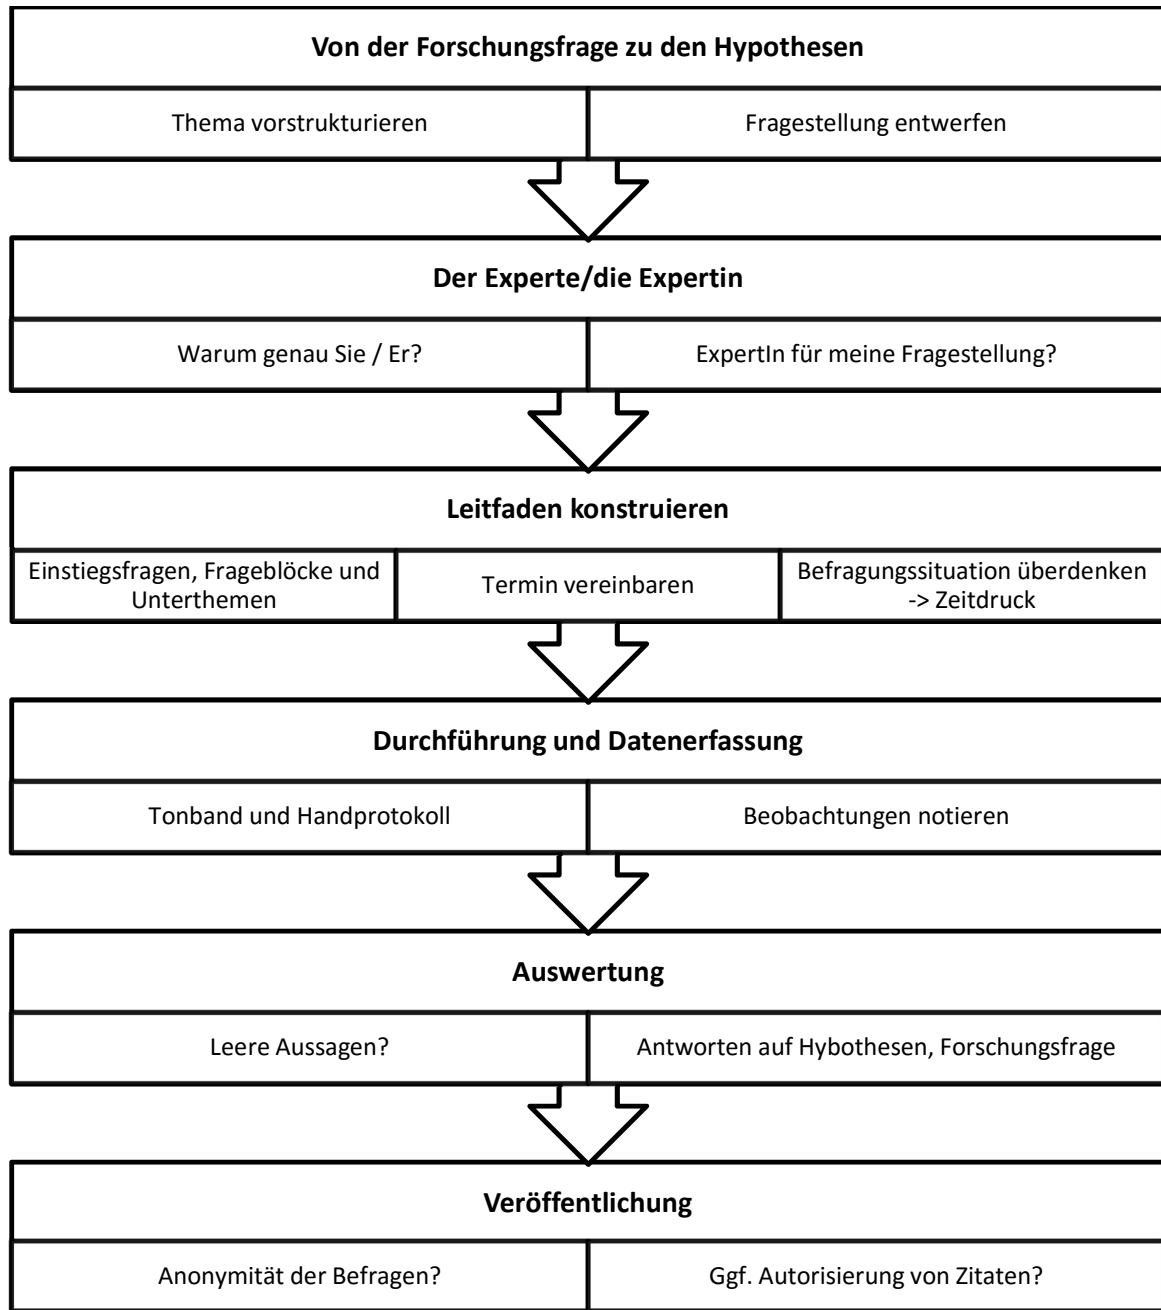 Von der Forschungsfrage zu den Hypothesen
Thema vorstrukturieren
Fragestellung entwerfen
Der Experte/die Expertin
Warum genau Sie / Er?
ExpertIn für meine Fragestellung?
Leitfaden konstruieren
Einstiegsfragen, Frageblöcke und
Unterthemen
Termin vereinbaren
Befragungssituation überdenken
-> Zeitdruck
Durchführung und Datenerfassung
Tonband und Handprotokoll
Beobachtungen notieren
Auswertung
Leere Aussagen?
Antworten auf Hybothesen, Forschungsfrage
Veröffentlichung
Anonymität der Befragen?
Ggf. Autorisierung von Zitaten?